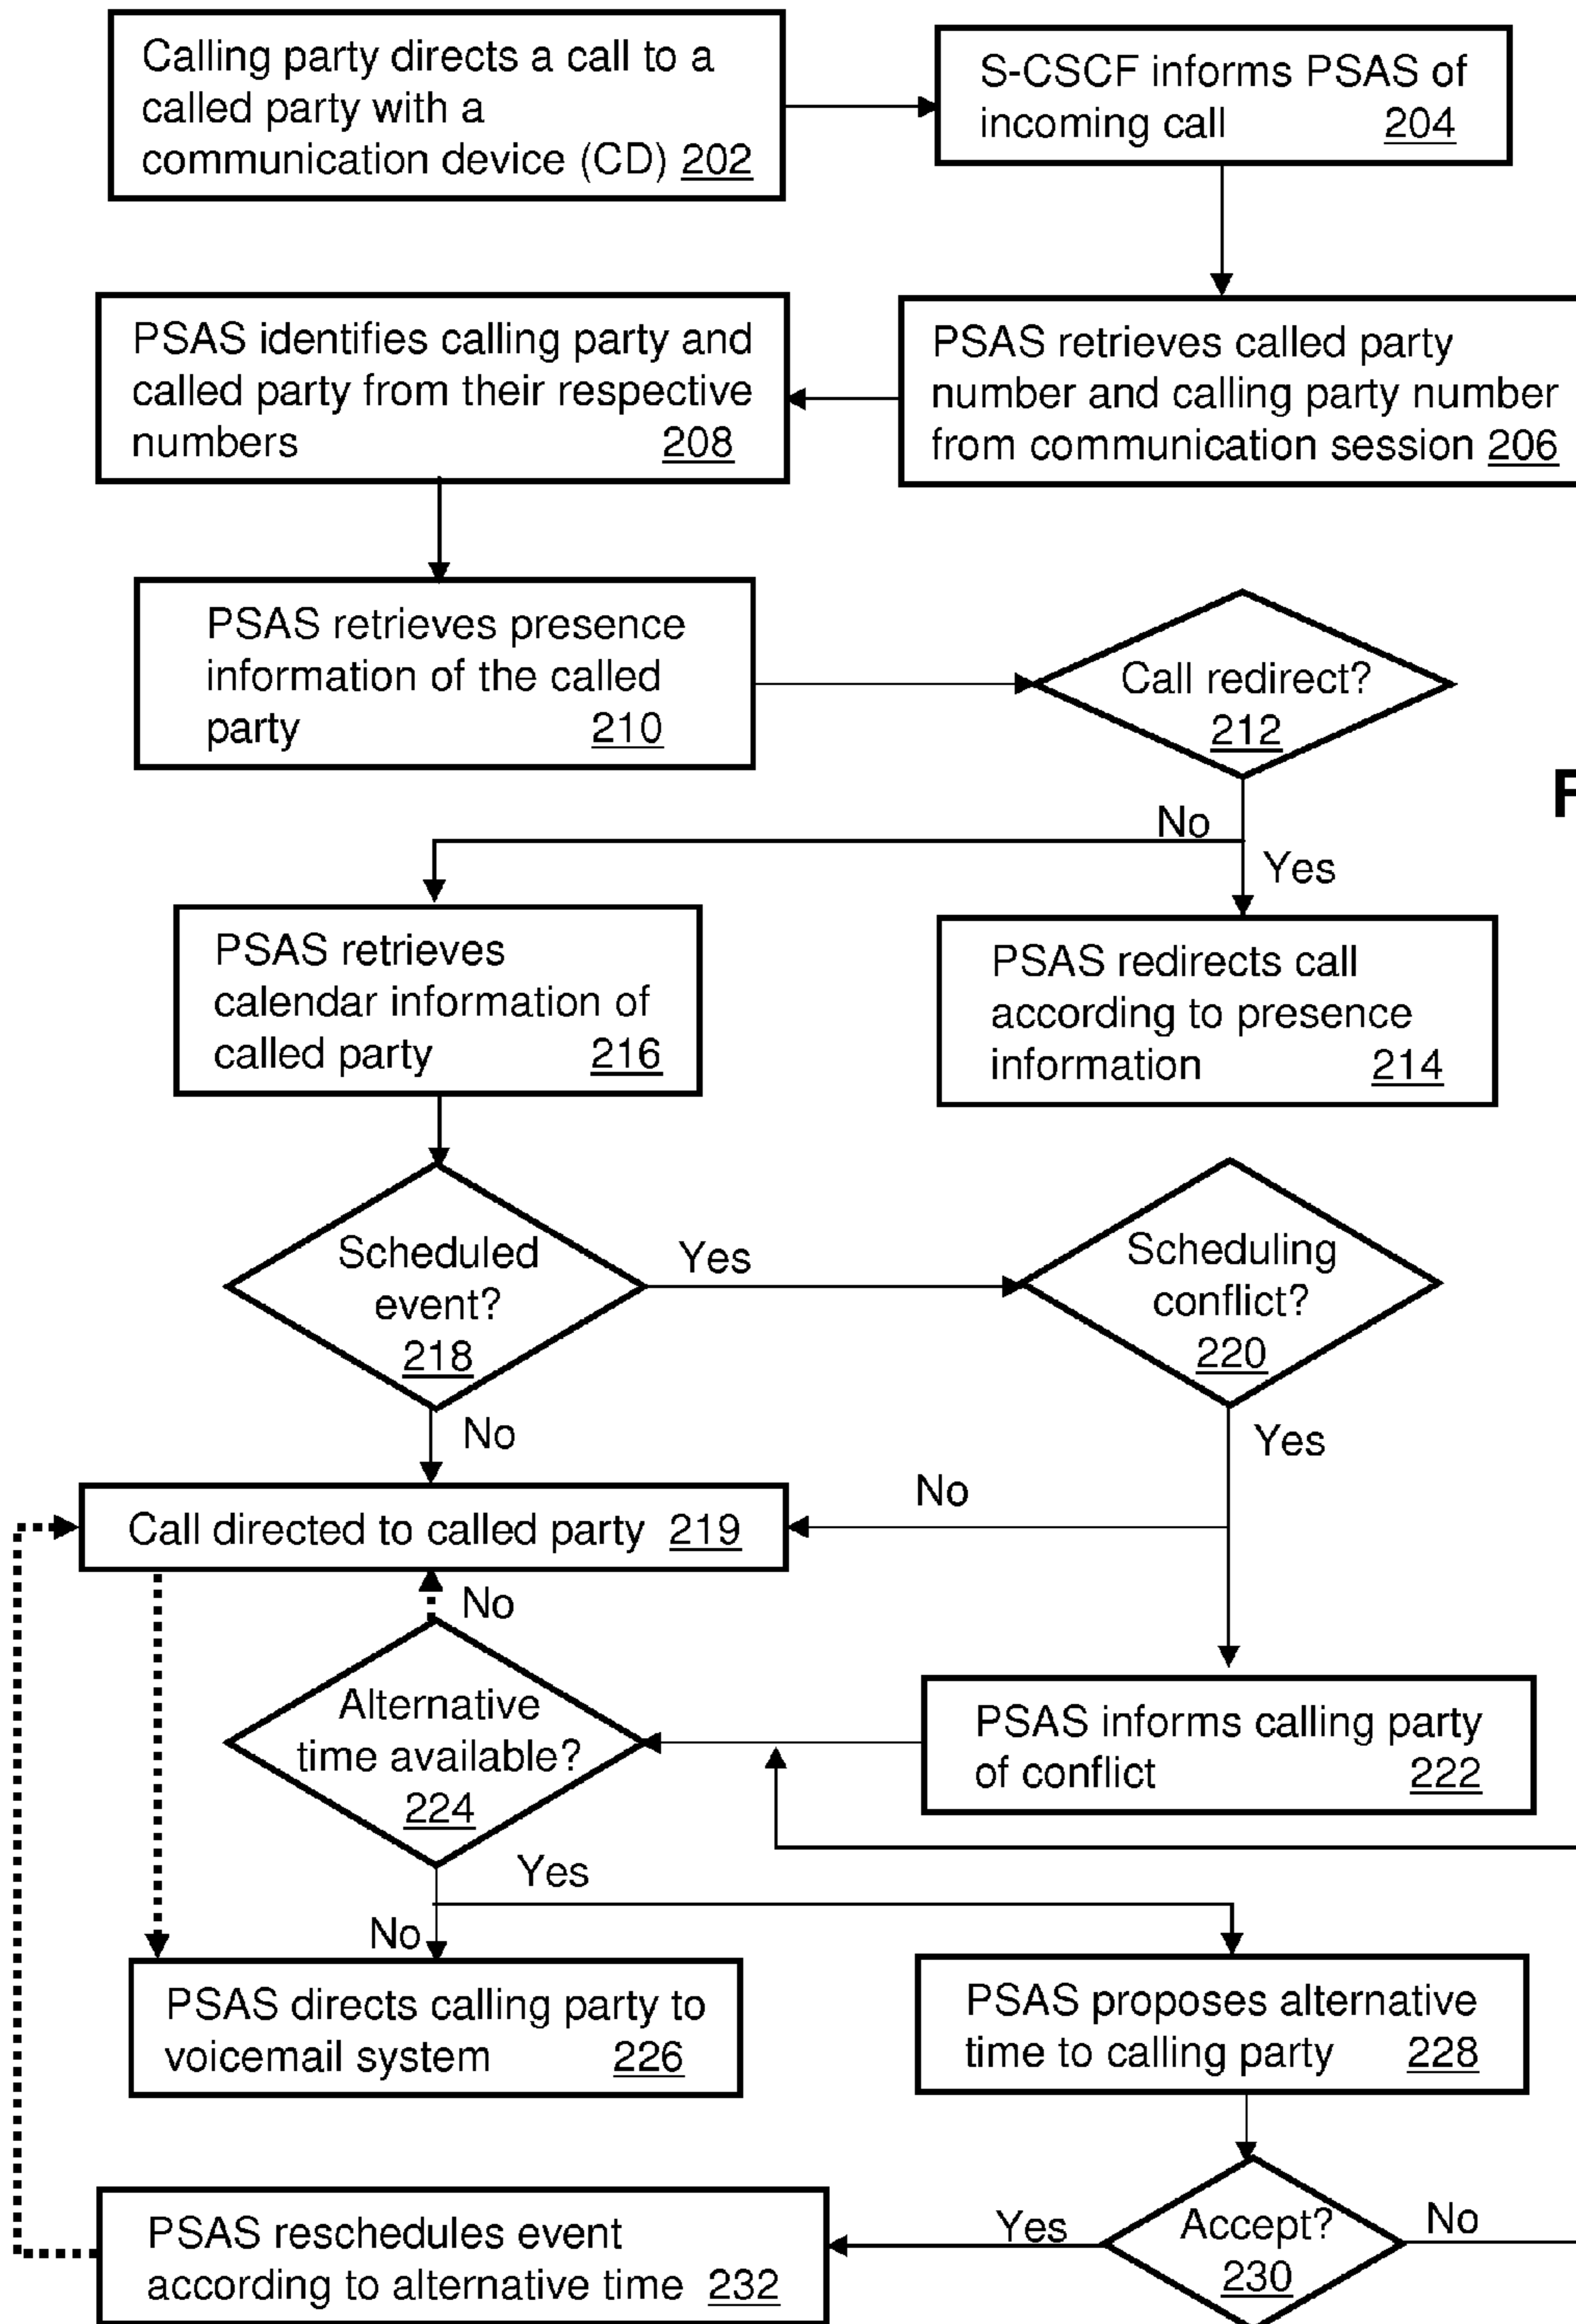 Calling party directs a call to a
called party with a
communication device (CD) 202
S-CSCF informs PSAS of
incoming call 204
PSAS identifies calling party and
called party from their respective
numbers 208
PSAS retrieves called party
number and calling party number
from communication session 206
PSAS retrieves presence
information of the called
party 210
Call redirect?
212
F
No
Yes
PSAS retrieves
calendar information of
called party 216
PSAS redirects call
according to presence
information 214
Scheduled
event?
218
Yes
Scheduling
conflict?
220
No
Yes
No
Call directed to called party 219
No
Alternative
time available?
224
PSAS informs calling party
of conflict 222
Yes
No
PSAS directs calling party to
voicemail system 226
PSAS proposes alternative
time to calling party 228
PSAS reschedules event
according to alternative time 232
Yes
Accept?
230
No